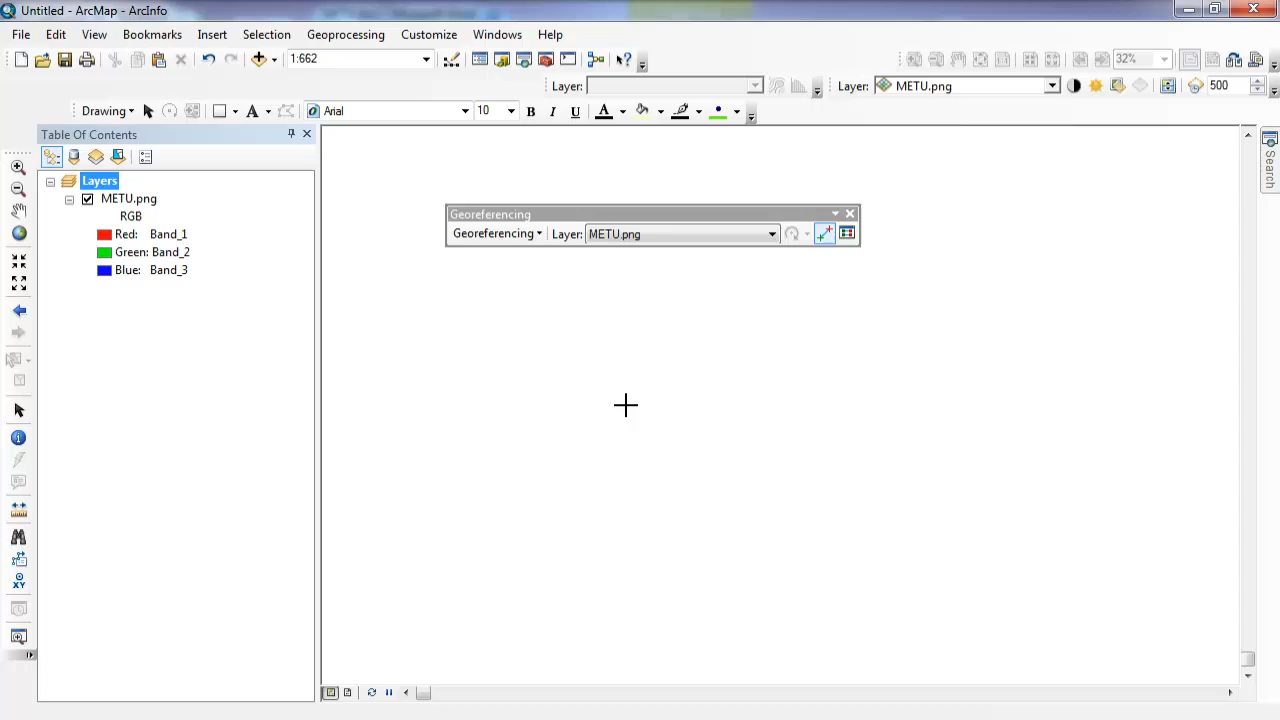 Untitled - ArcMap - ArcInfo
File Edit View Bookmarks Insert Selection Geoprocessing Customize Windows Help
1:662 32%
Layer: Layer: METU.png 500
Drawing Arial 10 B I U A
Table Of Contents
Search
Layers
METU.png
RGB
Red: Band_1
Green: Band_2
Blue: Band_3
Georeferencing
Georeferencing Layer: METU.png
XY